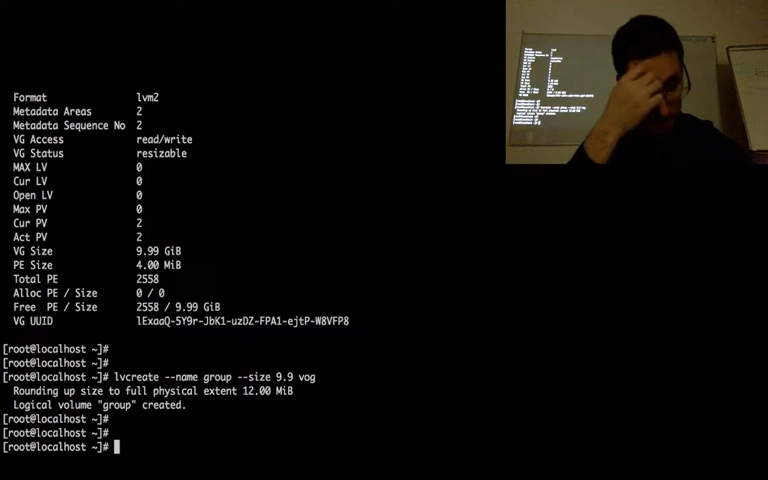 Format lvm2
Metadata Areas 2
Metadata Sequence No 2
VG Access read/write
VG Status resizable
MAX LV 0
Cur LV 0
Open LV 0
Max PV 0
Cur PV 2
Act PV 2
VG Size 9.99 GiB
PE Size 4.00 MiB
Total PE 2558
Alloc PE / Size 0 / 0
Free PE / Size 2558 / 9.99 GiB
VG UUID lExaaQ-5Y9r-JbK1-uzDZ-FPA1-ejtP-W8VFP8
[root@localhost ~]#
[root@localhost ~]#
[root@localhost ~]# lvcreate --name group --size 9.9 vog
Rounding up size to full physical extent 12.00 MiB
Logical volume "group" created.
[root@localhost ~]#
[root@localhost ~]#
[root@localhost ~]#